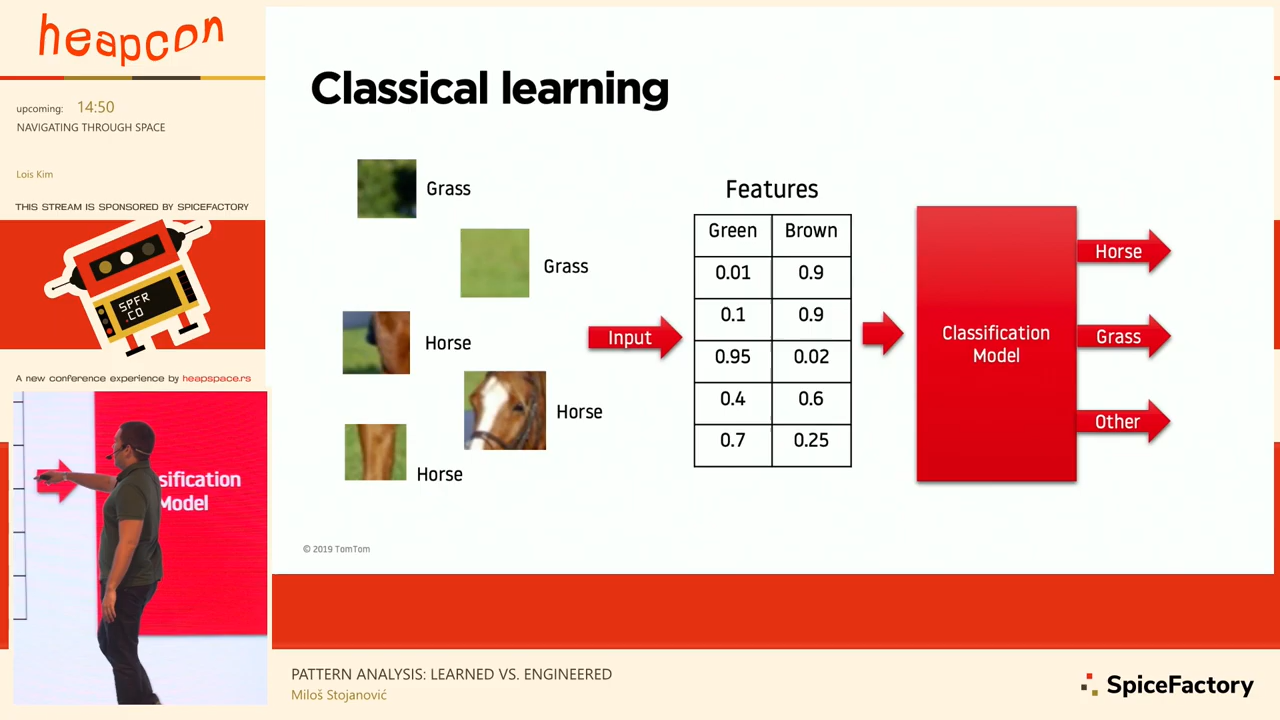 heapcon
upcoming: 14:50
NAVIGATING THROUGH SPACE
Lois Kim
THIS STREAM IS SPONSORED BY SPICEFACTORY
SPFR
.CO
A new conference experience by heapspace.rs
sification
Model
Classical learning
Grass
Grass
Horse
Horse
Horse
Input
Features
Green Brown
0.01 0.9
0.1 0.9
0.95 0.02
0.4 0.6
0.7 0.25
Classification
Model
Horse
Grass
Other
© 2019 TomTom
PATTERN ANALYSIS: LEARNED VS. ENGINEERED
Miloš Stojanović
SpiceFactory